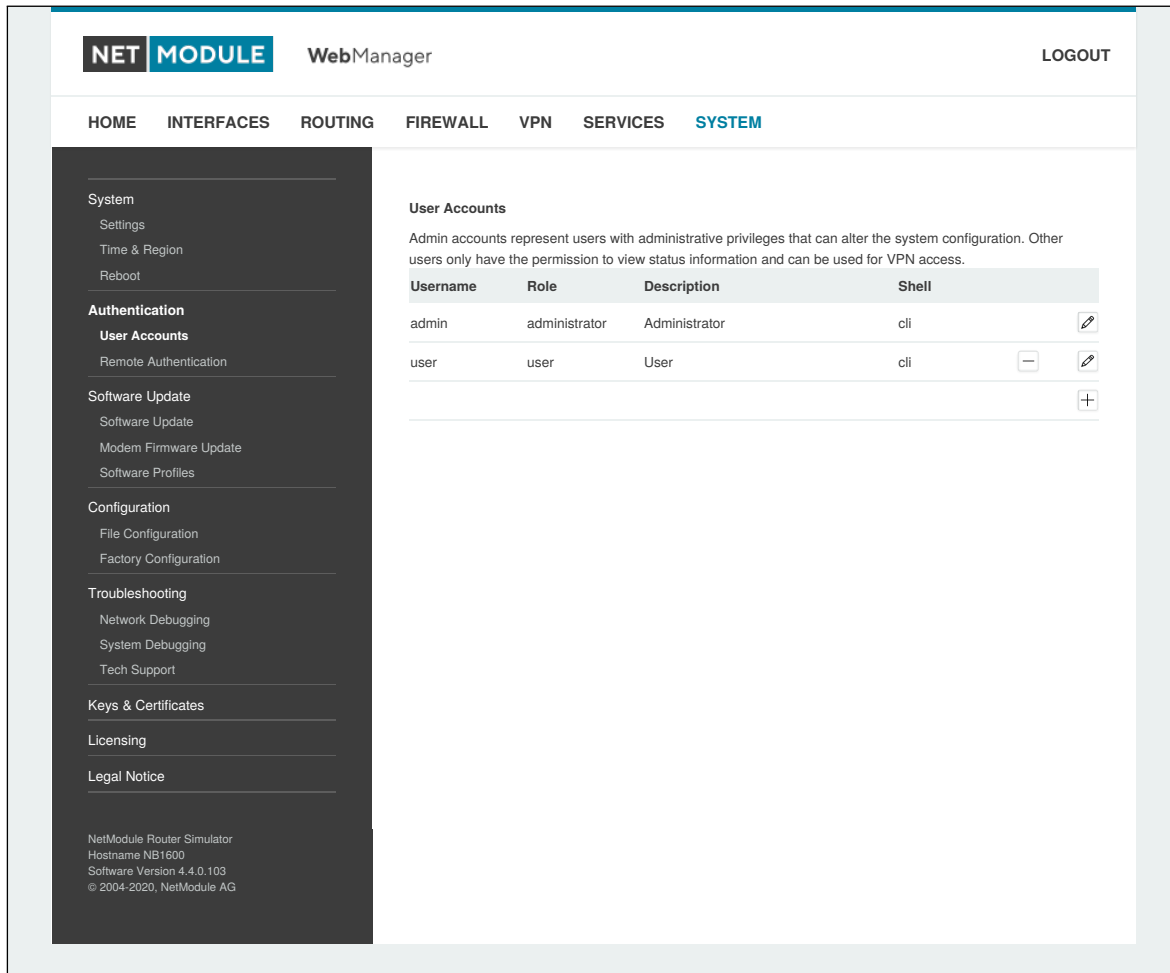 NET MODULE WebManager LOGOUT
HOME INTERFACES ROUTING FIREWALL VPN SERVICES SYSTEM
System
Settings
Time & Region
Reboot
Authentication
User Accounts
Remote Authentication
Software Update
Software Update
Modem Firmware Update
Software Profiles
Configuration
File Configuration
Factory Configuration
Troubleshooting
Network Debugging
System Debugging
Tech Support
Keys & Certificates
Licensing
Legal Notice
NetModule Router Simulator
Hostname NB1600
Software Version 4.4.0.103
© 2004-2020, NetModule AG
User Accounts
Admin accounts represent users with administrative privileges that can alter the system configuration. Other
users only have the permission to view status information and can be used for VPN access.
Username Role Description Shell
admin administrator Administrator cli
user user User cli